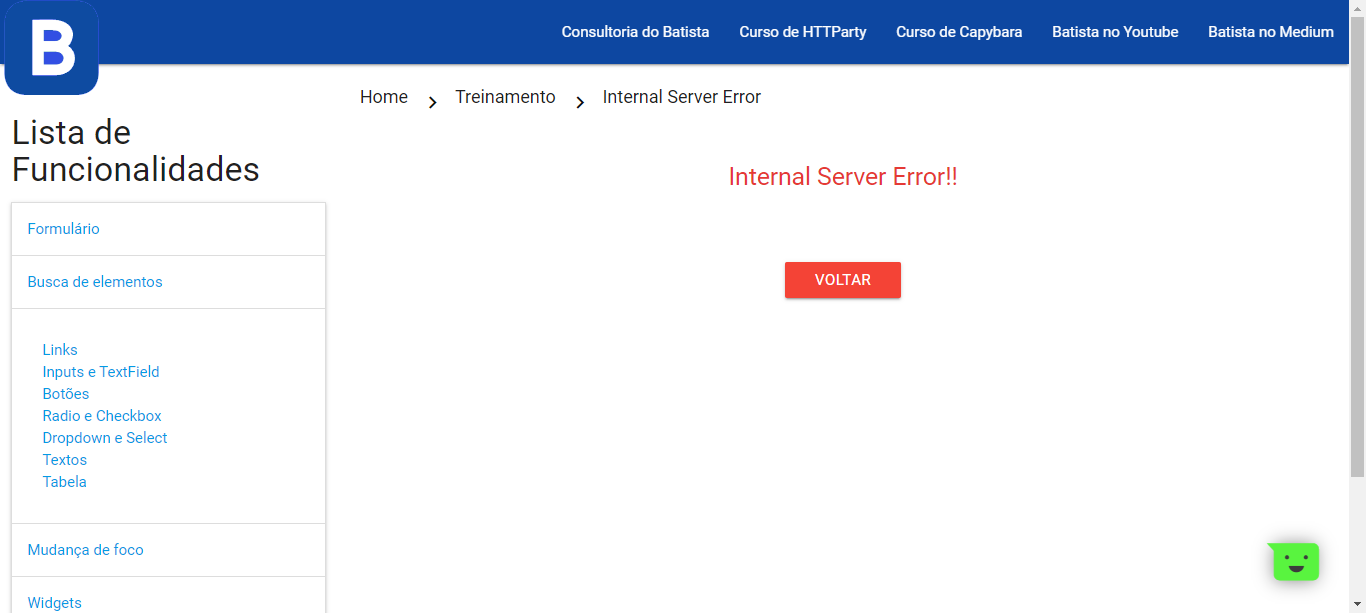 B
Consultoria do Batista
Curso de HTTParty
Curso de Capybara
Batista no Youtube
Batista no Medium
Home
Treinamento
Internal Server Error
Lista de
Funcionalidades
Formulário
Busca de elementos
Links
Inputs e TextField
Botões
Radio e Checkbox
Dropdown e Select
Textos
Tabela
Mudança de foco
Widgets
Internal Server Error!!
VOLTAR